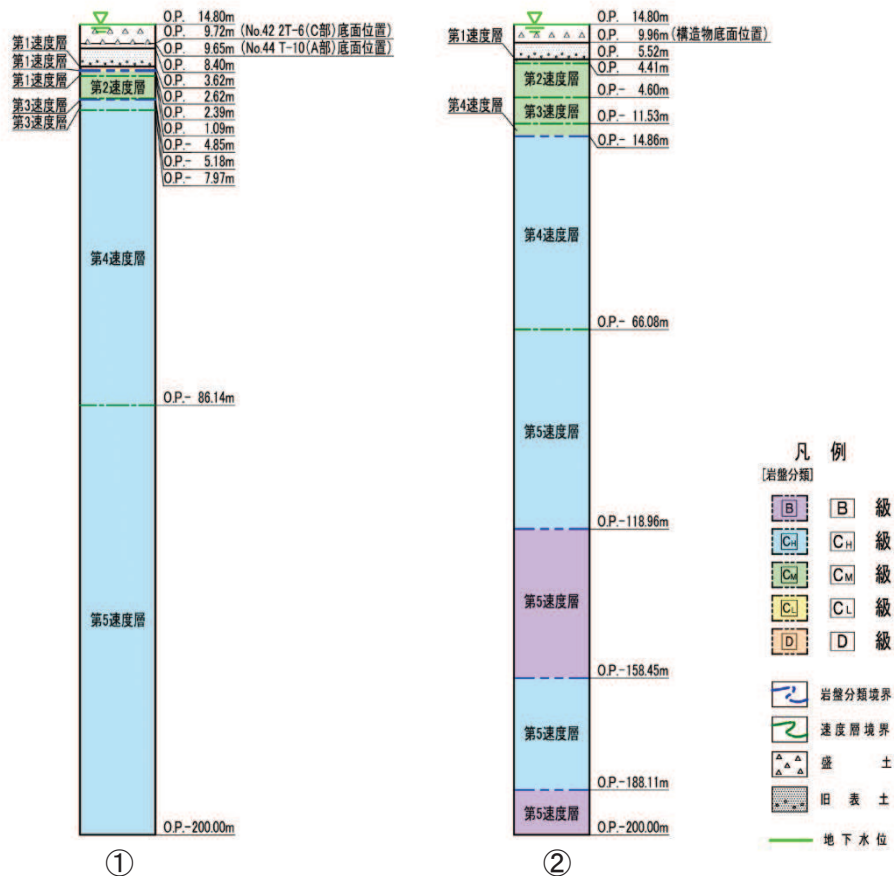 O.P. 14.80m
O.P. 9.72m (No.42 2T-6(C部)底面位置)
O.P. 9.65m (No.44 T-10(A部)底面位置)
O.P. 8.40m
O.P. 3.62m
O.P. 2.62m
O.P. 2.39m
O.P. 1.09m
O.P.- 4.85m
O.P.- 5.18m
O.P.- 7.97m
第1速度層
第1速度層
第1速度層
第2速度層
第3速度層
第3速度層
第4速度層
O.P.- 86.14m
第5速度層
O.P.-200.00m
①
O.P. 14.80m
O.P. 9.96m (構造物底面位置)
O.P. 5.52m
O.P. 4.41m
O.P.- 4.60m
O.P.- 11.53m
O.P.- 14.86m
第1速度層
第2速度層
第3速度層
第4速度層
第4速度層
O.P.- 66.08m
第5速度層
O.P.-118.96m
第5速度層
O.P.-158.45m
第5速度層
O.P.-188.11m
第5速度層
O.P.-200.00m
②
凡 例
[岩盤分類]
B B 級
CH CH 級
CM CM 級
CL CL 級
D D 級
岩盤分類境界
速度層境界
盛 土
旧 表 土
地下水位